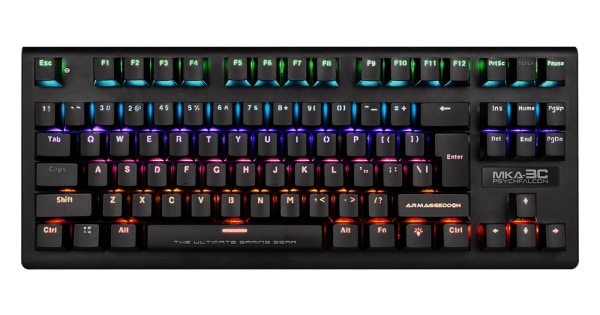 Esc F1 F2 F3 F4 F5 F6 F7 F8 F9 F10 F11 F12 PrtSc Pause
Ins Home PgUp
Tab Q W E R T Y U I O P [{ ]} Enter Del End PgDn
Caps A S D F G H J K L ;: '" \|
MKA-3C
PSYCHFALCON
Shift Z X C V B N M ,< .> /? ARMAGGEDDON
Ctrl Alt Alt Fn Ctrl
THE ULTIMATE GAMING GEAR